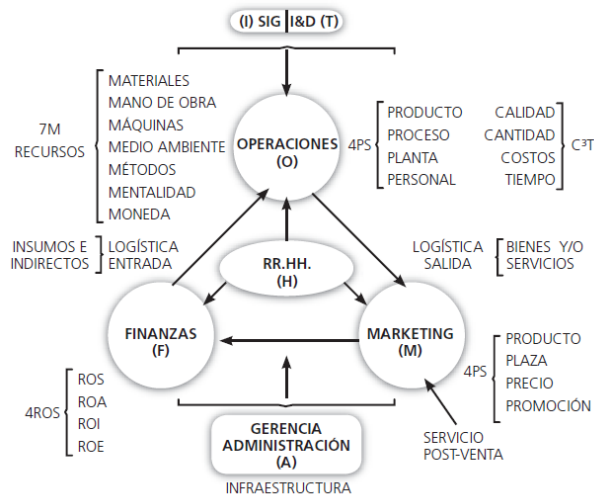 (I) SIG I&D (T)
7M
RECURSOS
MATERIALES
MANO DE OBRA
MÁQUINAS
MEDIO AMBIENTE
MÉTODOS
MENTALIDAD
MONEDA
OPERACIONES
(O)
4PS
PRODUCTO
PROCESO
PLANTA
PERSONAL
CALIDAD
CANTIDAD
COSTOS
TIEMPO
C³T
INSUMOS E
INDIRECTOS
LOGÍSTICA
ENTRADA
RR.HH.
(H)
LOGÍSTICA
SALIDA
BIENES Y/O
SERVICIOS
FINANZAS
(F)
MARKETING
(M)
4PS
PRODUCTO
PLAZA
PRECIO
PROMOCIÓN
4ROS
ROS
ROA
ROI
ROE
GERENCIA
ADMINISTRACIÓN
(A)
INFRAESTRUCTURA
SERVICIO
POST-VENTA